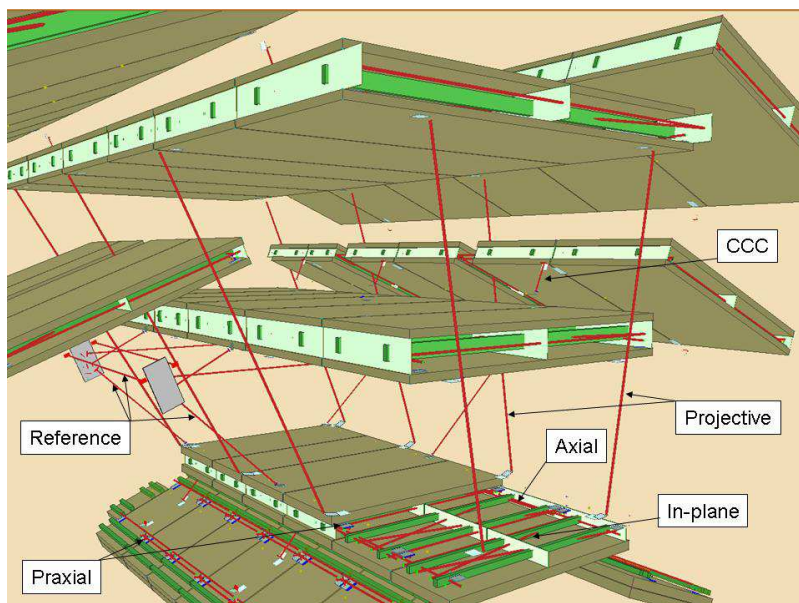 CCC
Reference
Projective
Axial
In-plane
Praxial